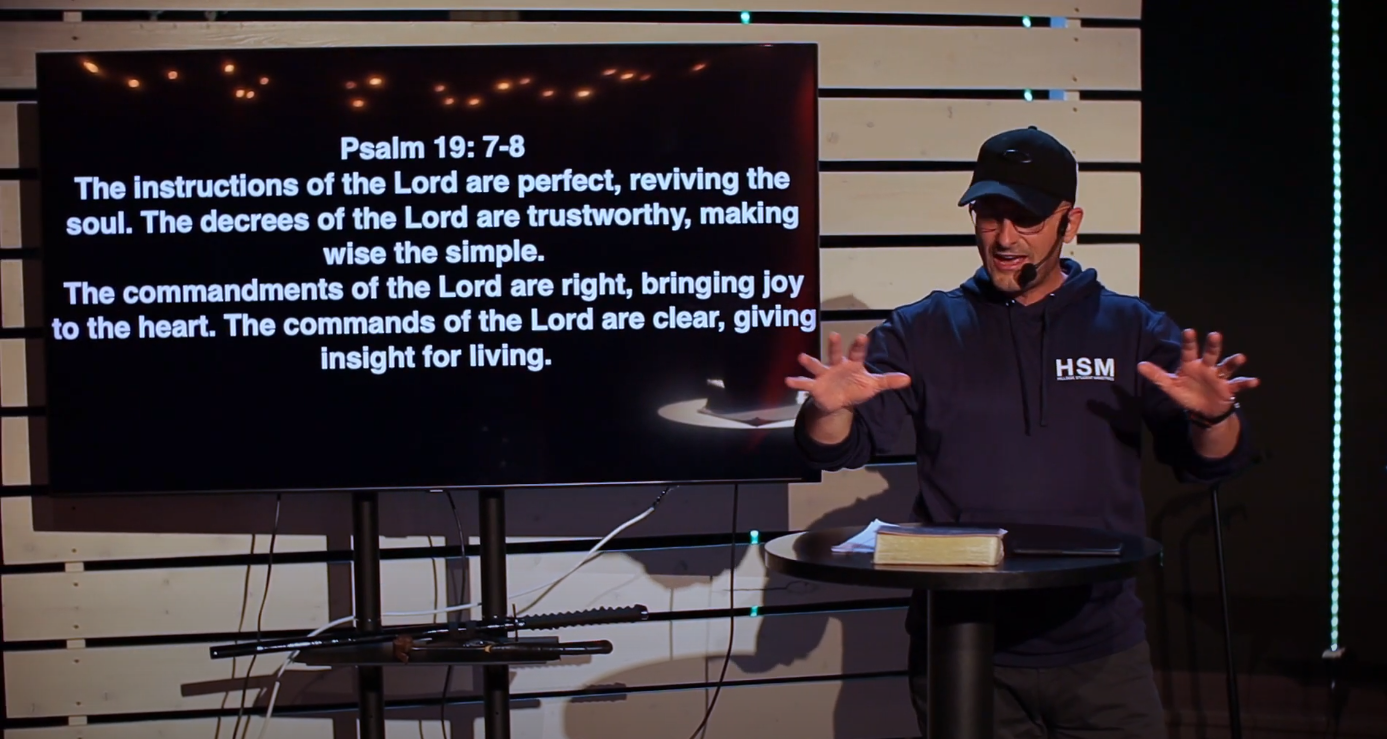 Psalm 19: 7-8
The instructions of the Lord are perfect, reviving the
soul. The decrees of the Lord are trustworthy, making
wise the simple.
The commandments of the Lord are right, bringing joy
to the heart. The commands of the Lord are clear, giving
insight for living.
HSM